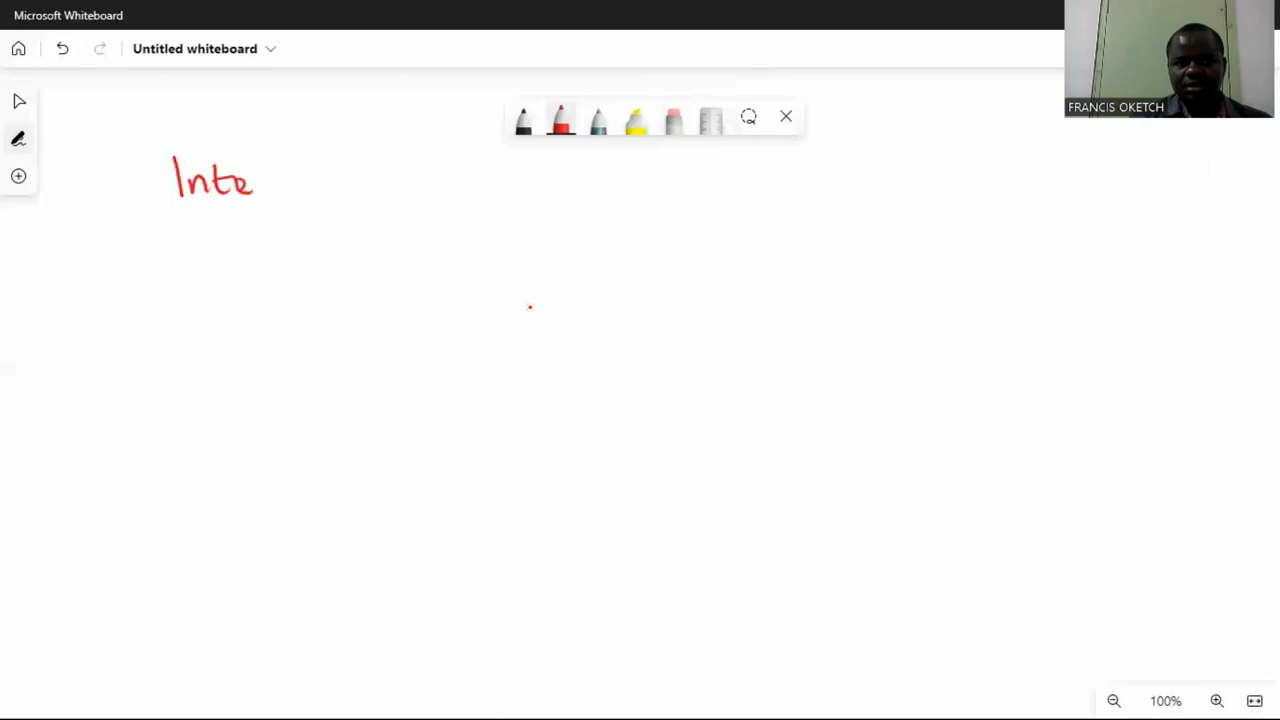 Microsoft Whiteboard
Untitled whiteboard
FRANCIS OKETCH
Inte
100%